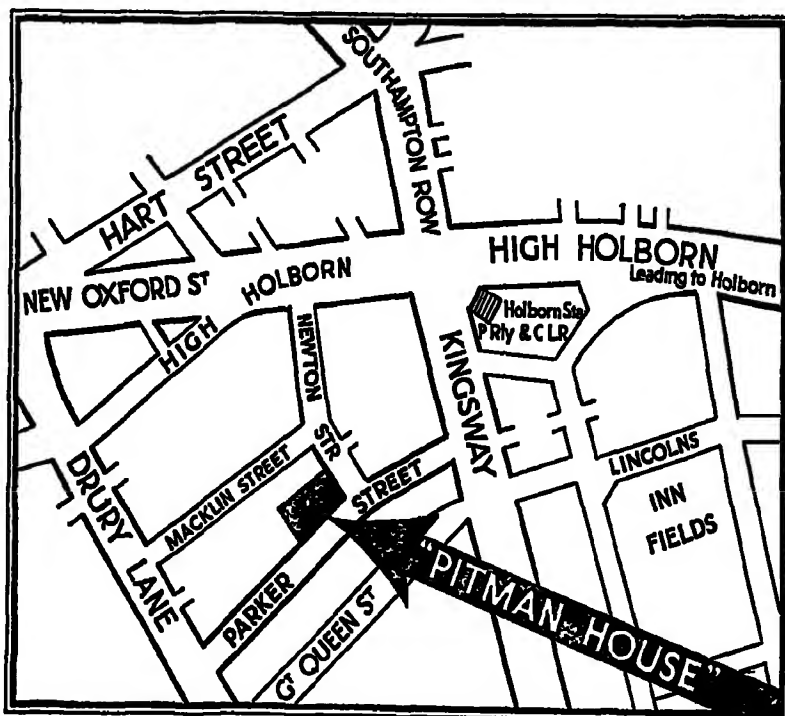 SOUTHAMPTON ROW
HART STREET
HIGH HOLBORN
Leading to Holborn
NEW OXFORD ST
HIGH HOLBORN
Holborn Sta
P Rly & C L R
NEWTON STR
KINGSWAY
DRURY LANE
MACKLIN STREET
PARKER STREET
GT QUEEN ST
LINCOLNS
INN
FIELDS
"PITMAN HOUSE"